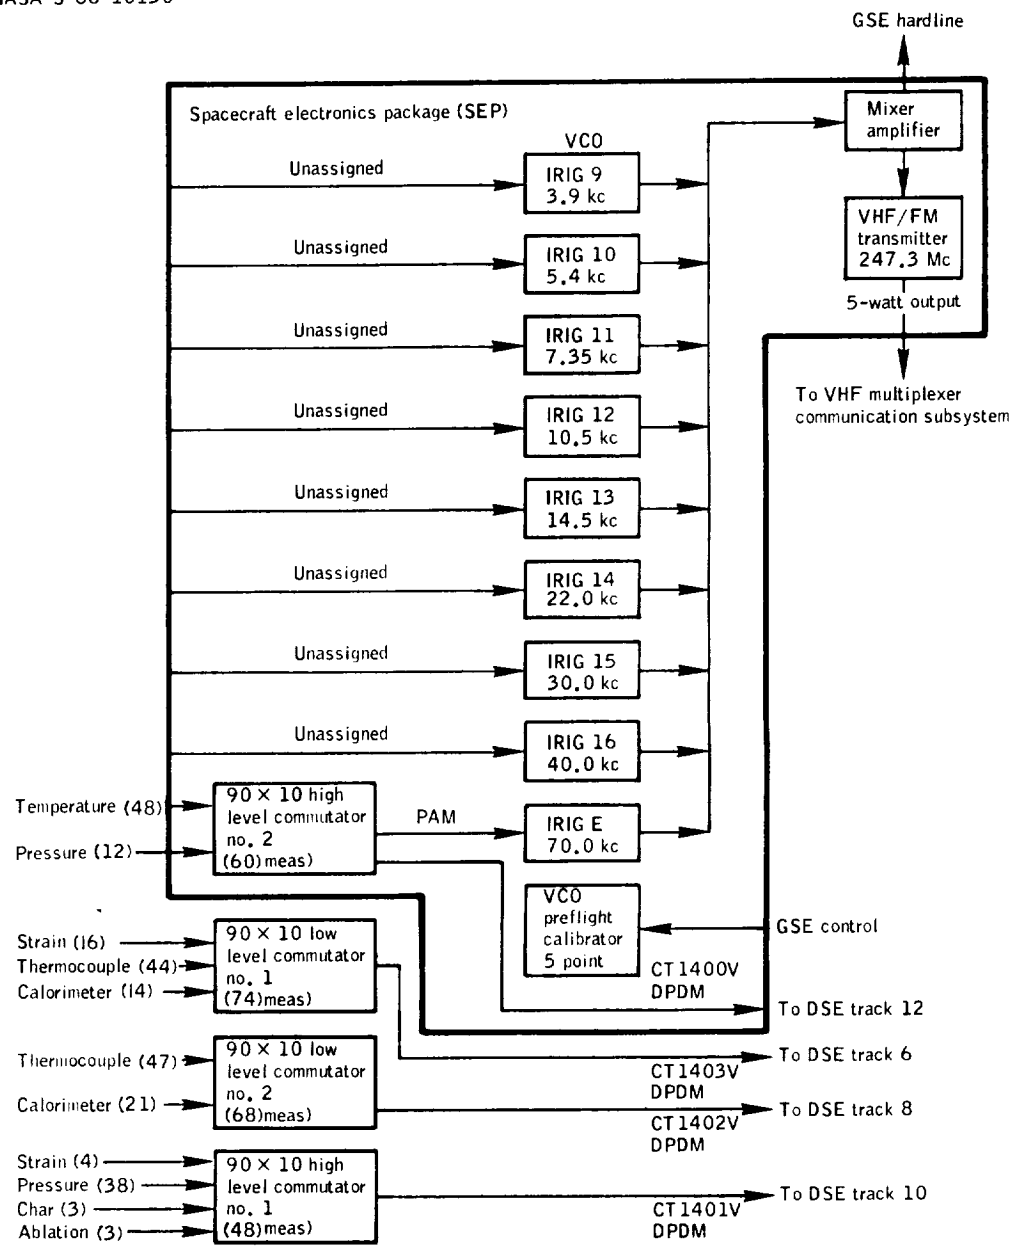 GSE hardline
Spacecraft electronics package (SEP)
Mixer
amplifier
VCO
Unassigned
IRIG 9
3.9 kc
VHF/FM
transmitter
247.3 Mc
Unassigned
IRIG 10
5.4 kc
5-watt output
Unassigned
IRIG 11
7.35 kc
To VHF multiplexer
communication subsystem
Unassigned
IRIG 12
10.5 kc
Unassigned
IRIG 13
14.5 kc
Unassigned
IRIG 14
22.0 kc
Unassigned
IRIG 15
30.0 kc
Unassigned
IRIG 16
40.0 kc
Temperature (48)
Pressure (12)
90 × 10 high
level commutator
no. 2
(60)meas)
PAM
IRIG E
70.0 kc
VCO
preflight
calibrator
5 point
GSE control
Strain (16)
Thermocouple (44)
Calorimeter (14)
90 × 10 low
level commutator
no. 1
(74)meas)
CT1400V
DPDM
To DSE track 12
Thermocouple (47)
Calorimeter (21)
90 × 10 low
level commutator
no. 2
(68)meas)
To DSE track 6
CT1403V
DPDM
To DSE track 8
CT1402V
DPDM
Strain (4)
Pressure (38)
Char (3)
Ablation (3)
90 × 10 high
level commutator
no. 1
(48)meas)
To DSE track 10
CT1401V
DPDM